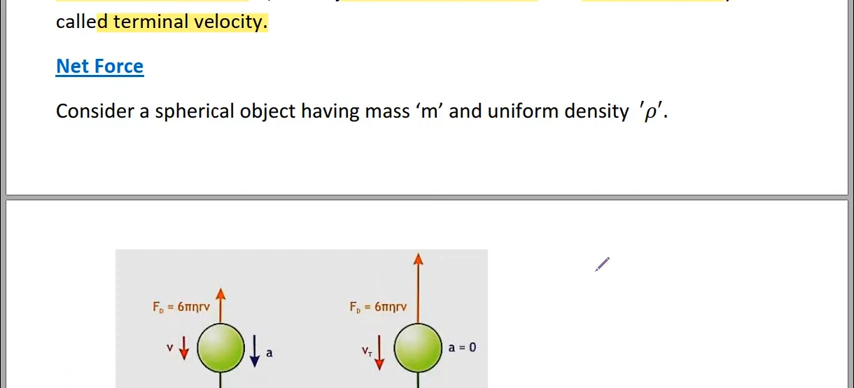 called terminal velocity.
Net Force
Consider a spherical object having mass ‘m’ and uniform density ′ρ′.
F_D = 6πηrv F_D = 6πηrv
v a v_T a = 0